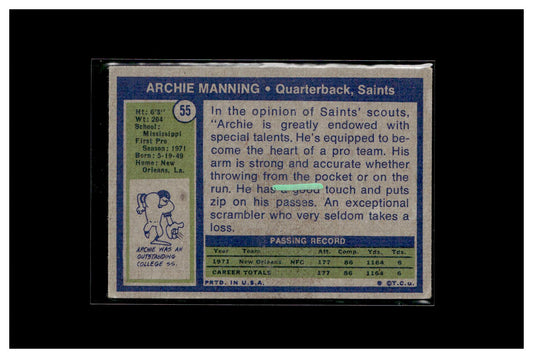 ARCHIE MANNING • Quarterback, Saints
55
Ht: 6'3"
Wt: 204
School:
Mississippi
First Pro
Season: 1971
Born: 5-19-49
Home: New
Orleans, La.
ARCHIE WAS AN
OUTSTANDING
COLLEGE SS.
In the opinion of Saints' scouts,
"Archie is greatly endowed with
special talents. He's equipped to be-
come the heart of a pro team. His
arm is strong and accurate whether
throwing from the pocket or on the
run. He has a good touch and puts
zip on his passes. An exceptional
scrambler who very seldom takes a
loss.
PASSING RECORD
Year Team Att. Comp. Yds. Tds.
1971 New Orleans NFC 177 86 1164 6
CAREER TOTALS 177 86 1164 6
PRTD. IN U.S.A. ® ©T.C.G.